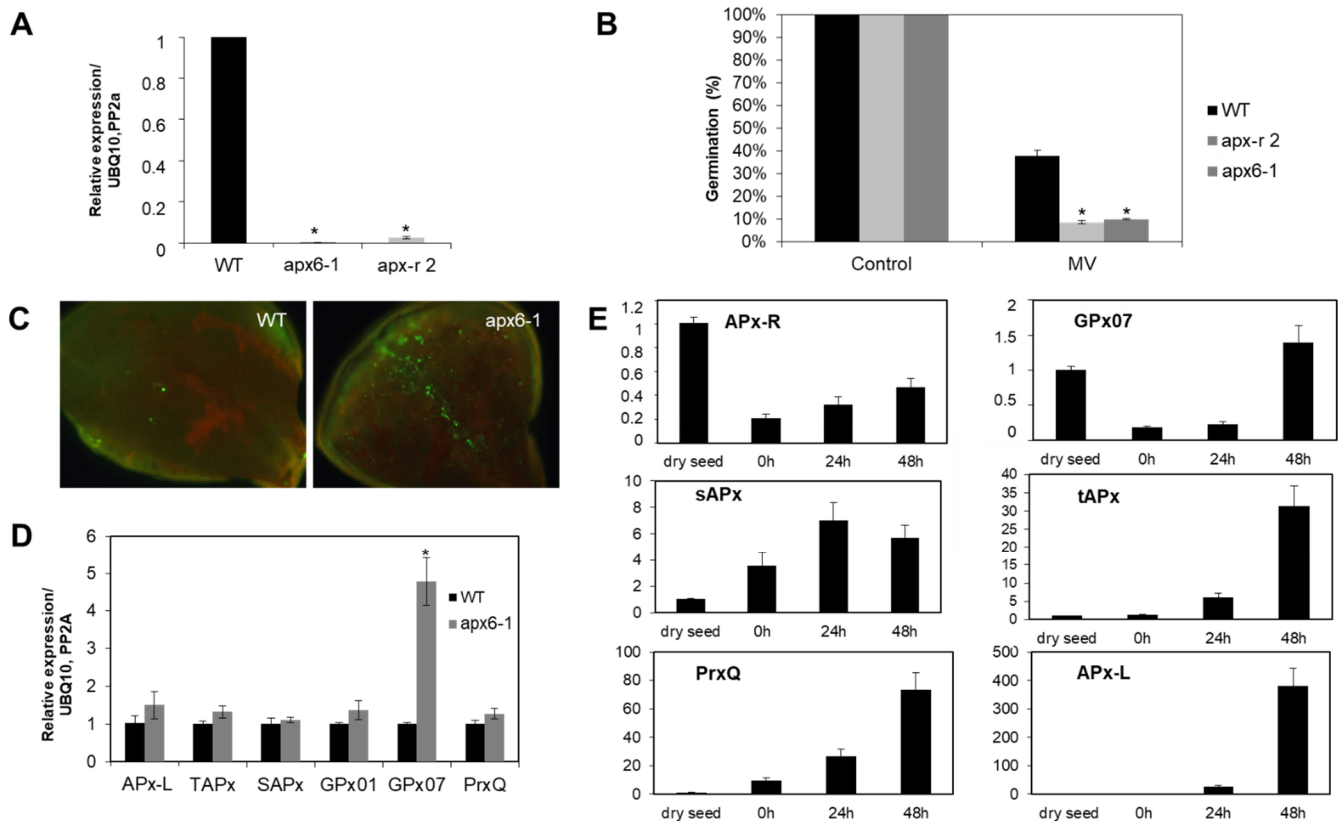 A
Relative expression/
UBQ10,PP2a
1
0.8
0.6
0.4
0.2
0
*
*
WT
apx6-1
apx-r 2
B
Germination (%)
100%
90%
80%
70%
60%
50%
40%
30%
20%
10%
0%
* *
Control
MV
WT
apx-r 2
apx6-1
C
WT
apx6-1
D
Relative expression/
UBQ10, PP2A
6
5
4
3
2
1
0
*
WT
apx6-1
APx-L TAPx SAPx GPx01 GPx07 PrxQ
E
APx-R
1.2
1
0.8
0.6
0.4
0.2
0
dry seed 0h 24h 48h
GPx07
2
1.5
1
0.5
0
dry seed 0h 24h 48h
sAPx
10
8
6
4
2
0
dry seed 0h 24h 48h
tAPx
40
35
30
25
20
15
10
5
0
dry seed 0h 24h 48h
PrxQ
100
80
60
40
20
0
dry seed 0h 24h 48h
APx-L
500
400
300
200
100
0
dry seed 0h 24h 48h